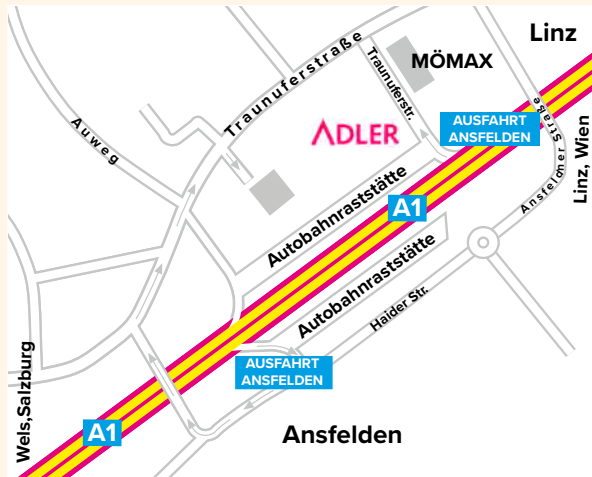 Linz
MÖMAX
Traunuferstraße
Traunuferstr.
AUSFAHRT
ANSFELDEN
ADLER
Auweg
Ansfeldner Straße
Linz, Wien
Autobahnraststätte
A1
Autobahnraststätte
Haider Str.
AUSFAHRT
ANSFELDEN
Wels,Salzburg
A1
Ansfelden